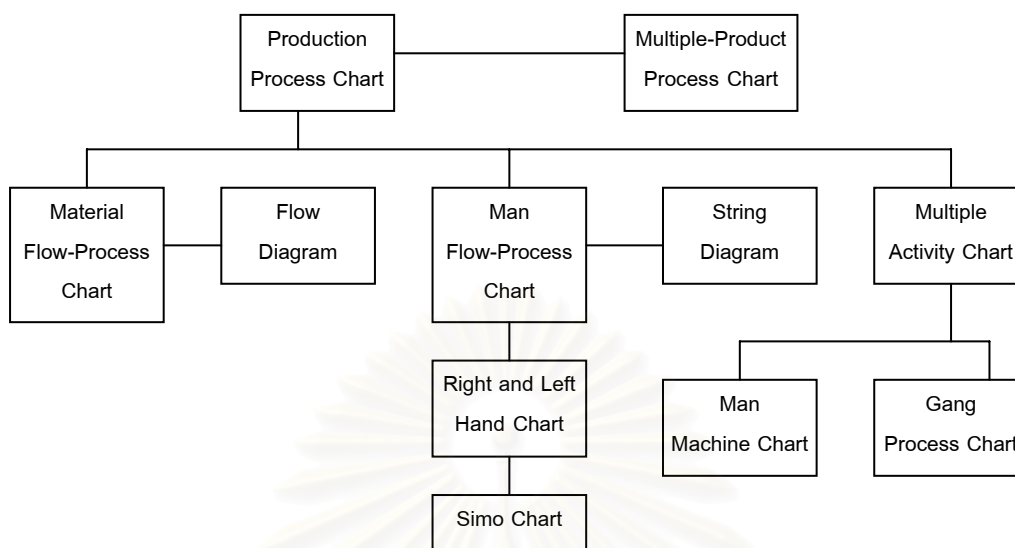 Production
Process Chart
Multiple-Product
Process Chart
Material
Flow-Process
Chart
Flow
Diagram
Man
Flow-Process
Chart
String
Diagram
Multiple
Activity Chart
Right and Left
Hand Chart
Man
Machine Chart
Gang
Process Chart
Simo Chart